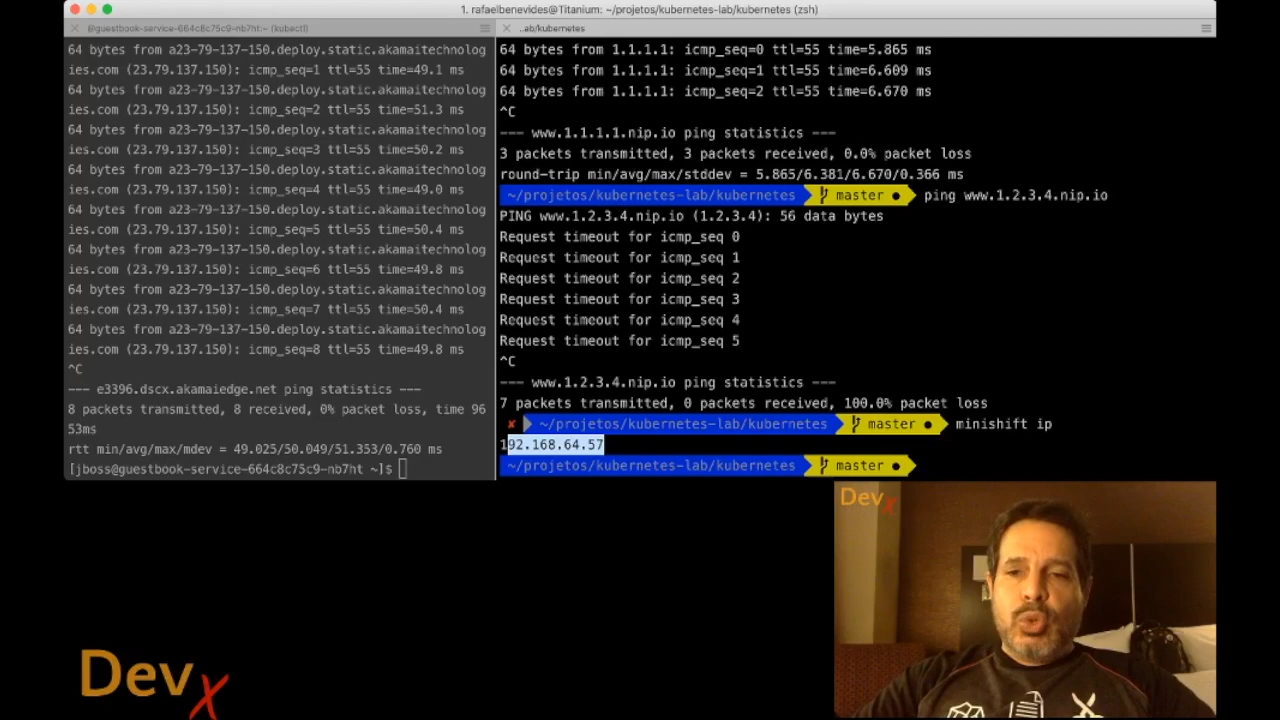 1. rafaelbenevides@Titanium: ~/projetos/kubernetes-lab/kubernetes (zsh)
@guestbook-service-664c8c75c9-nb7ht:~ (kubectl)
64 bytes from a23-79-137-150.deploy.static.akamaitechnolog
ies.com (23.79.137.150): icmp_seq=1 ttl=55 time=49.1 ms
64 bytes from a23-79-137-150.deploy.static.akamaitechnolog
ies.com (23.79.137.150): icmp_seq=2 ttl=55 time=51.3 ms
64 bytes from a23-79-137-150.deploy.static.akamaitechnolog
ies.com (23.79.137.150): icmp_seq=3 ttl=55 time=50.2 ms
64 bytes from a23-79-137-150.deploy.static.akamaitechnolog
ies.com (23.79.137.150): icmp_seq=4 ttl=55 time=49.0 ms
64 bytes from a23-79-137-150.deploy.static.akamaitechnolog
ies.com (23.79.137.150): icmp_seq=5 ttl=55 time=50.4 ms
64 bytes from a23-79-137-150.deploy.static.akamaitechnolog
ies.com (23.79.137.150): icmp_seq=6 ttl=55 time=49.8 ms
64 bytes from a23-79-137-150.deploy.static.akamaitechnolog
ies.com (23.79.137.150): icmp_seq=7 ttl=55 time=50.4 ms
64 bytes from a23-79-137-150.deploy.static.akamaitechnolog
ies.com (23.79.137.150): icmp_seq=8 ttl=55 time=49.8 ms
^C
--- e3396.dscx.akamaiedge.net ping statistics ---
8 packets transmitted, 8 received, 0% packet loss, time 96
53ms
rtt min/avg/max/mdev = 49.025/50.049/51.353/0.760 ms
[jboss@guestbook-service-664c8c75c9-nb7ht ~]$
..ab/kubernetes
64 bytes from 1.1.1.1: icmp_seq=0 ttl=55 time=5.865 ms
64 bytes from 1.1.1.1: icmp_seq=1 ttl=55 time=6.609 ms
64 bytes from 1.1.1.1: icmp_seq=2 ttl=55 time=6.670 ms
^C
--- www.1.1.1.1.nip.io ping statistics ---
3 packets transmitted, 3 packets received, 0.0% packet loss
round-trip min/avg/max/stddev = 5.865/6.381/6.670/0.366 ms
~/projetos/kubernetes-lab/kubernetes master ● ping www.1.2.3.4.nip.io
PING www.1.2.3.4.nip.io (1.2.3.4): 56 data bytes
Request timeout for icmp_seq 0
Request timeout for icmp_seq 1
Request timeout for icmp_seq 2
Request timeout for icmp_seq 3
Request timeout for icmp_seq 4
Request timeout for icmp_seq 5
^C
--- www.1.2.3.4.nip.io ping statistics ---
7 packets transmitted, 0 packets received, 100.0% packet loss
✘ ~/projetos/kubernetes-lab/kubernetes master ● minishift ip
192.168.64.57
~/projetos/kubernetes-lab/kubernetes master ●
Devx
Devx